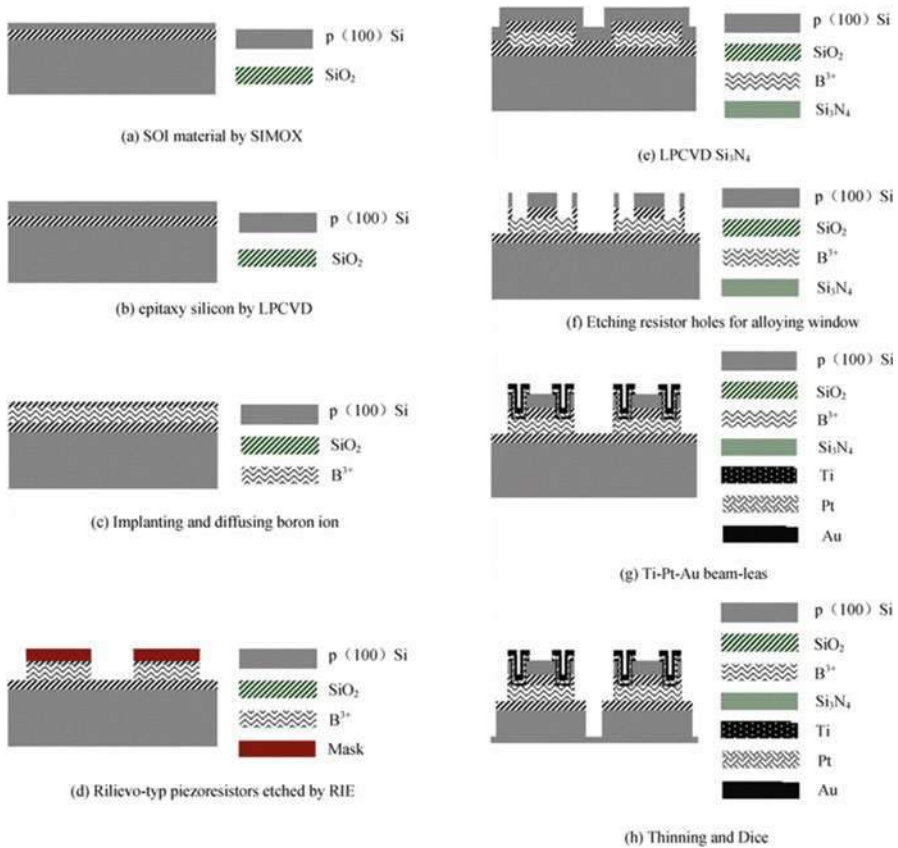 p (100) Si
SiO₂
(a) SOI material by SIMOX
p (100) Si
SiO₂
(b) epitaxy silicon by LPCVD
p (100) Si
SiO₂
B³⁺
(c) Implanting and diffusing boron ion
p (100) Si
SiO₂
B³⁺
Mask
(d) Rilievo-typ piezoresistors etched by RIE
p (100) Si
SiO₂
B³⁺
Si₃N₄
(e) LPCVD Si₃N₄
p (100) Si
SiO₂
B³⁺
Si₃N₄
(f) Etching resistor holes for alloying window
p (100) Si
SiO₂
B³⁺
Si₃N₄
Ti
Pt
Au
(g) Ti-Pt-Au beam-leas
p (100) Si
SiO₂
B³⁺
Si₃N₄
Ti
Pt
Au
(h) Thinning and Dice